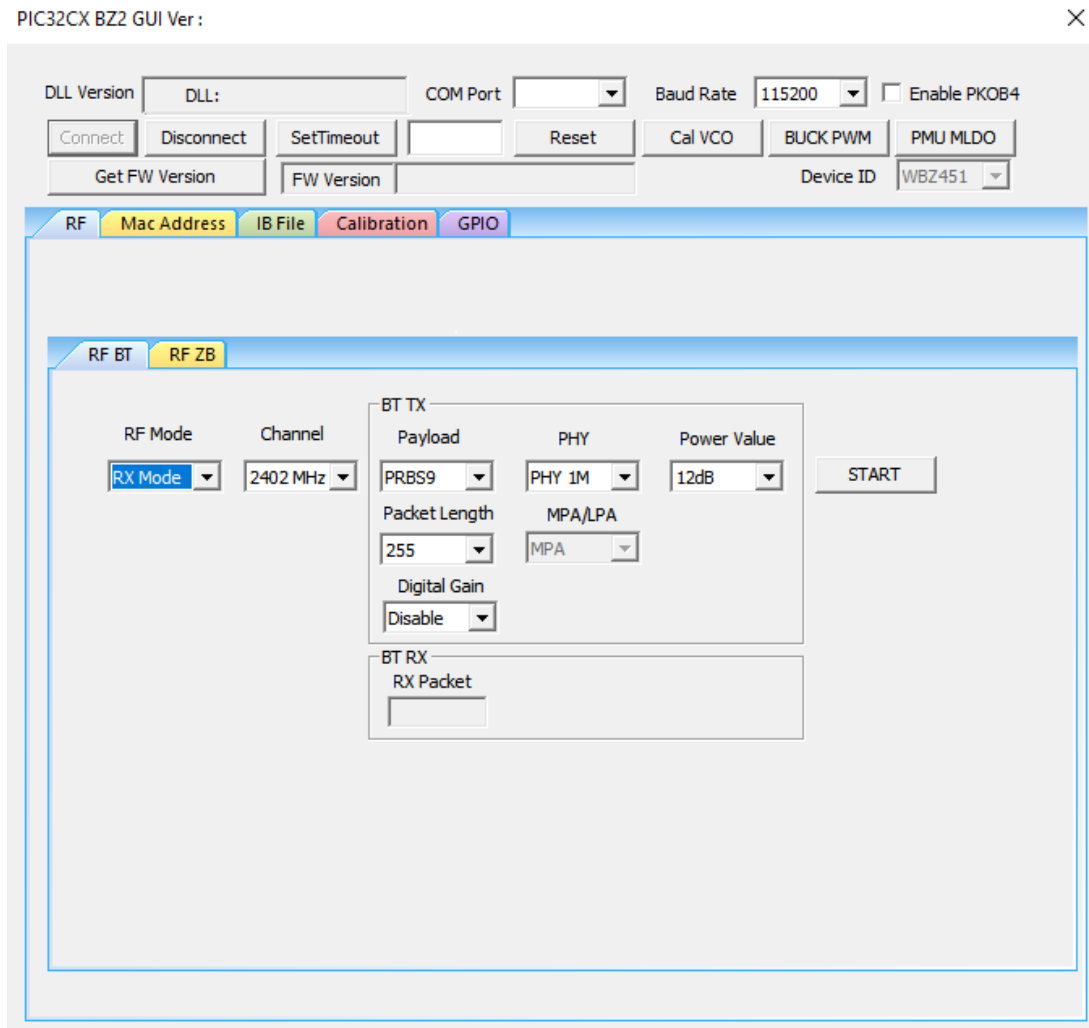 PIC32CX BZ2 GUI Ver :
DLL Version DLL: COM Port Baud Rate 115200 Enable PKOB4
Connect Disconnect SetTimeout Reset Cal VCO BUCK PWM PMU MLDO
Get FW Version FW Version Device ID WBZ451
RF Mac Address IB File Calibration GPIO
RF BT RF ZB
BT TX
RF Mode Channel Payload PHY Power Value
RX Mode 2402 MHz PRBS9 PHY 1M 12dB START
Packet Length MPA/LPA
255 MPA
Digital Gain
Disable
BT RX
RX Packet